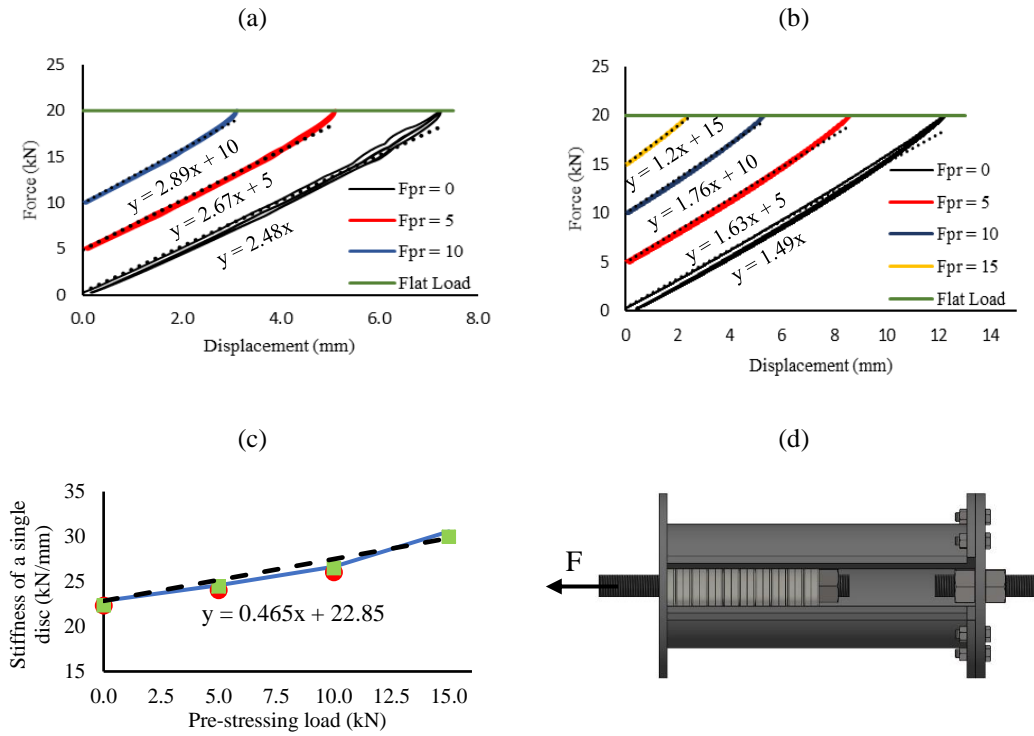 (a)
25
20
15
10
5
0
Force (kN)
y = 2.89x + 10
y = 2.67x + 5
y = 2.48x
Fpr = 0
Fpr = 5
Fpr = 10
Flat Load
0.0 2.0 4.0 6.0 8.0
Displacement (mm)
(b)
25
20
15
10
5
0
Force (kN)
y = 1.2x + 15
y = 1.76x + 10
y = 1.63x + 5
y = 1.49x
Fpr = 0
Fpr = 5
Fpr = 10
Fpr = 15
Flat Load
0 2 4 6 8 10 12 14
Displacement (mm)
(c)
35
30
25
20
15
Stiffness of a single
disc (kN/mm)
y = 0.465x + 22.85
0.0 2.5 5.0 7.5 10.0 12.5 15.0
Pre-stressing load (kN)
(d)
F